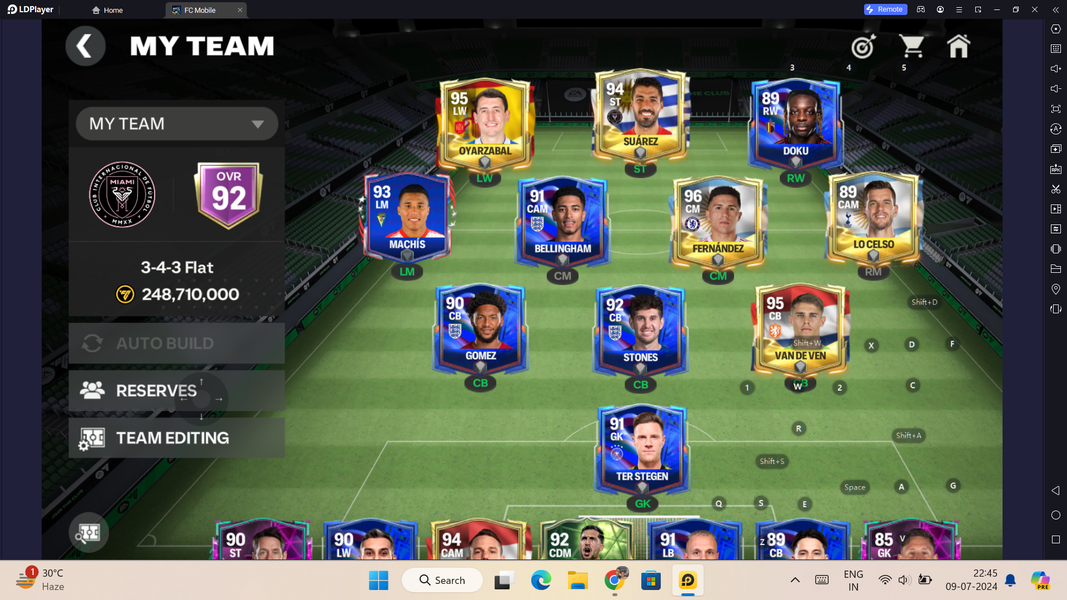 LDPlayer
Home
FC Mobile
Remote
MY TEAM
3
4
5
MY TEAM
OVR
92
3-4-3 Flat
248,710,000
AUTO BUILD
RESERVES
TEAM EDITING
95
LW
OYARZABAL
LW
94
ST
SUÁREZ
ST
89
RW
DOKU
RW
93
LM
MACHÍS
LM
91
CAM
BELLINGHAM
CM
96
CM
FERNÁNDEZ
CM
89
CAM
LO CELSO
RM
90
CB
GOMEZ
CB
92
CB
STONES
CB
95
CB
VAN DE VEN
Shift+D
Shift+W
X
D
F
1
W
2
C
91
GK
TER STEGEN
GK
R
Shift+A
Shift+S
Space
A
G
Q
S
E
90
ST
90
LW
94
CAM
92
CDM
91
LB
Z
89
CB
85
GK
V
1
30°C
Haze
Search
ENG
IN
22:45
09-07-2024
PRE